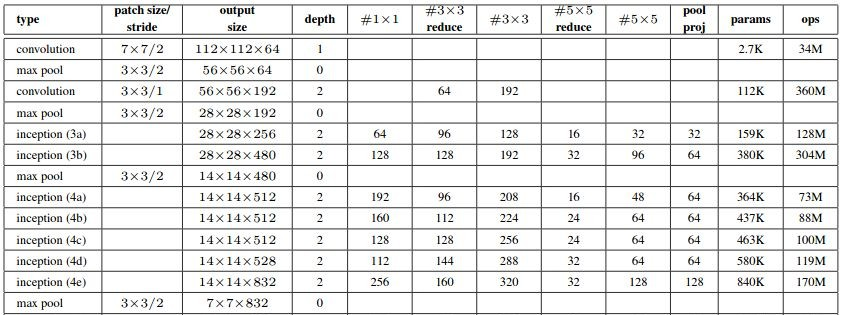 type patch size/ stride output size depth #1×1 #3×3 reduce #3×3 #5×5 reduce #5×5 pool proj params ops
convolution 7×7/2 112×112×64 1 2.7K 34M
max pool 3×3/2 56×56×64 0
convolution 3×3/1 56×56×192 2 64 192 112K 360M
max pool 3×3/2 28×28×192 0
inception (3a) 28×28×256 2 64 96 128 16 32 32 159K 128M
inception (3b) 28×28×480 2 128 128 192 32 96 64 380K 304M
max pool 3×3/2 14×14×480 0
inception (4a) 14×14×512 2 192 96 208 16 48 64 364K 73M
inception (4b) 14×14×512 2 160 112 224 24 64 64 437K 88M
inception (4c) 14×14×512 2 128 128 256 24 64 64 463K 100M
inception (4d) 14×14×528 2 112 144 288 32 64 64 580K 119M
inception (4e) 14×14×832 2 256 160 320 32 128 128 840K 170M
max pool 3×3/2 7×7×832 0